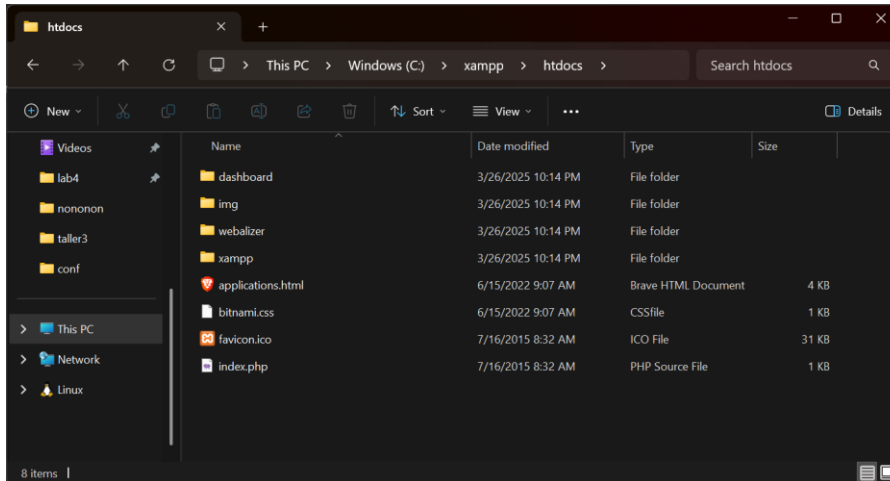 htdocs
This PC > Windows (C:) > xampp > htdocs >
Search htdocs
New
Sort
View
Details
Videos
lab4
nononon
taller3
conf
This PC
Network
Linux
Name Date modified Type Size
dashboard 3/26/2025 10:14 PM File folder
img 3/26/2025 10:14 PM File folder
webalizer 3/26/2025 10:14 PM File folder
xampp 3/26/2025 10:14 PM File folder
applications.html 6/15/2022 9:07 AM Brave HTML Document 4 KB
bitnami.css 6/15/2022 9:07 AM CSSfile 1 KB
favicon.ico 7/16/2015 8:32 AM ICO File 31 KB
index.php 7/16/2015 8:32 AM PHP Source File 1 KB
8 items